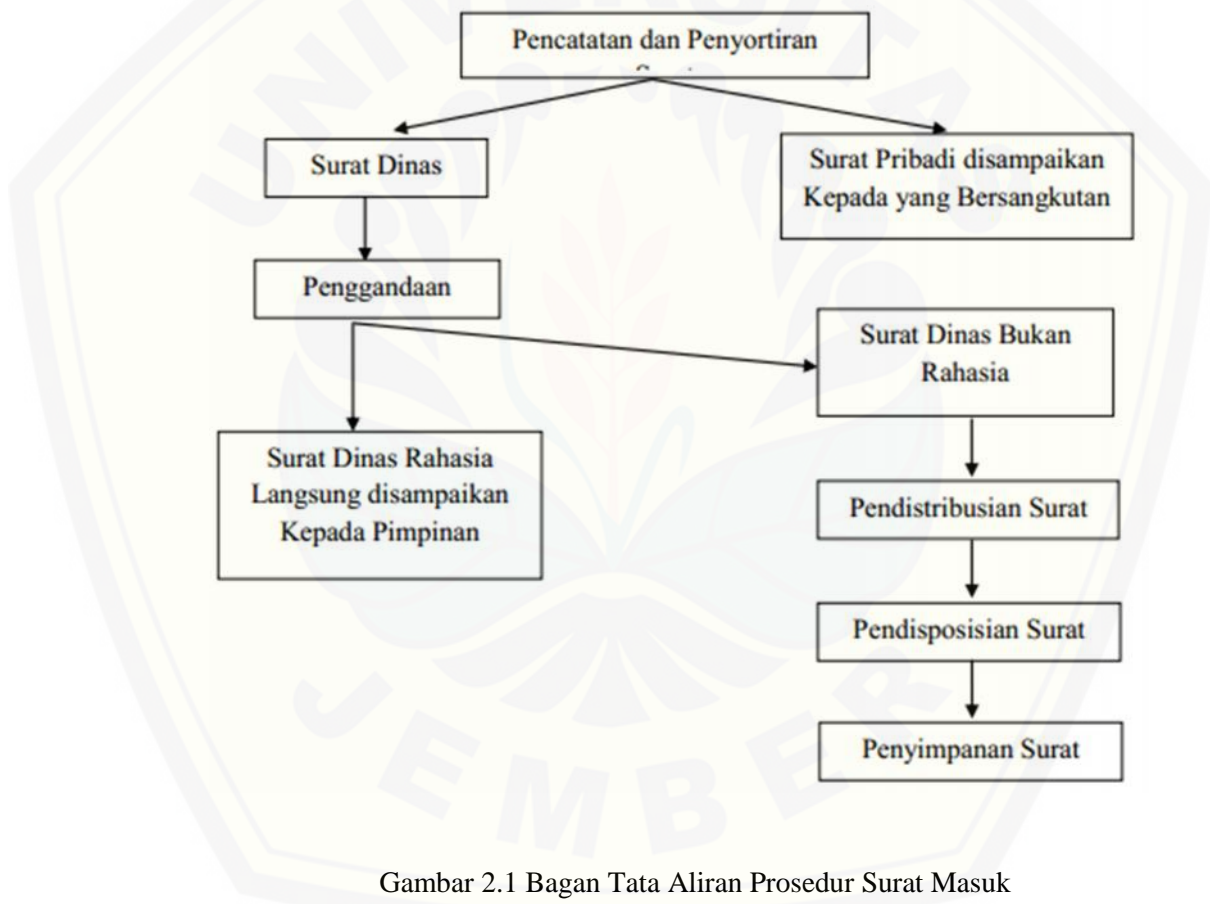 Pencatatan dan Penyortiran
Surat Dinas
Surat Pribadi disampaikan
Kepada yang Bersangkutan
Penggandaan
Surat Dinas Bukan
Rahasia
Surat Dinas Rahasia
Langsung disampaikan
Kepada Pimpinan
Pendistribusian Surat
Pendisposisian Surat
Penyimpanan Surat
UNIVERSITAS
JEMBER
Gambar 2.1 Bagan Tata Aliran Prosedur Surat Masuk